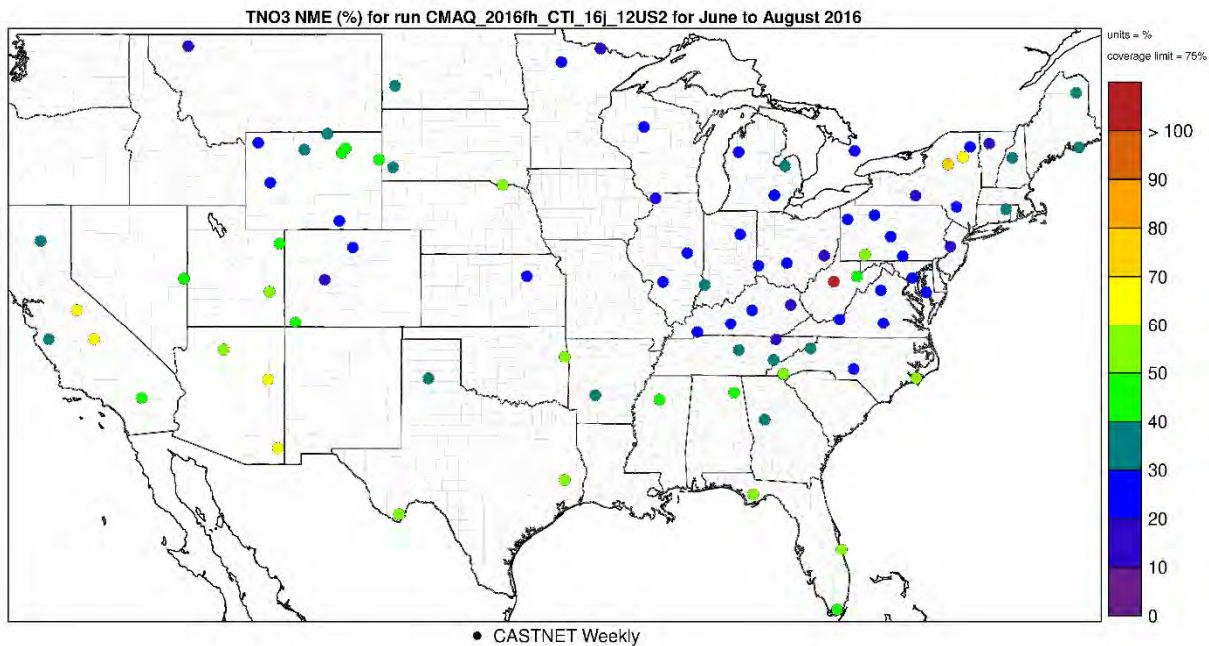 TNO3 NME (%) for run CMAQ_2016fh_CTI_16j_12US2 for June to August 2016
units = %
coverage limit = 75%
> 100
90
80
70
60
50
40
30
20
10
0
CASTNET Weekly